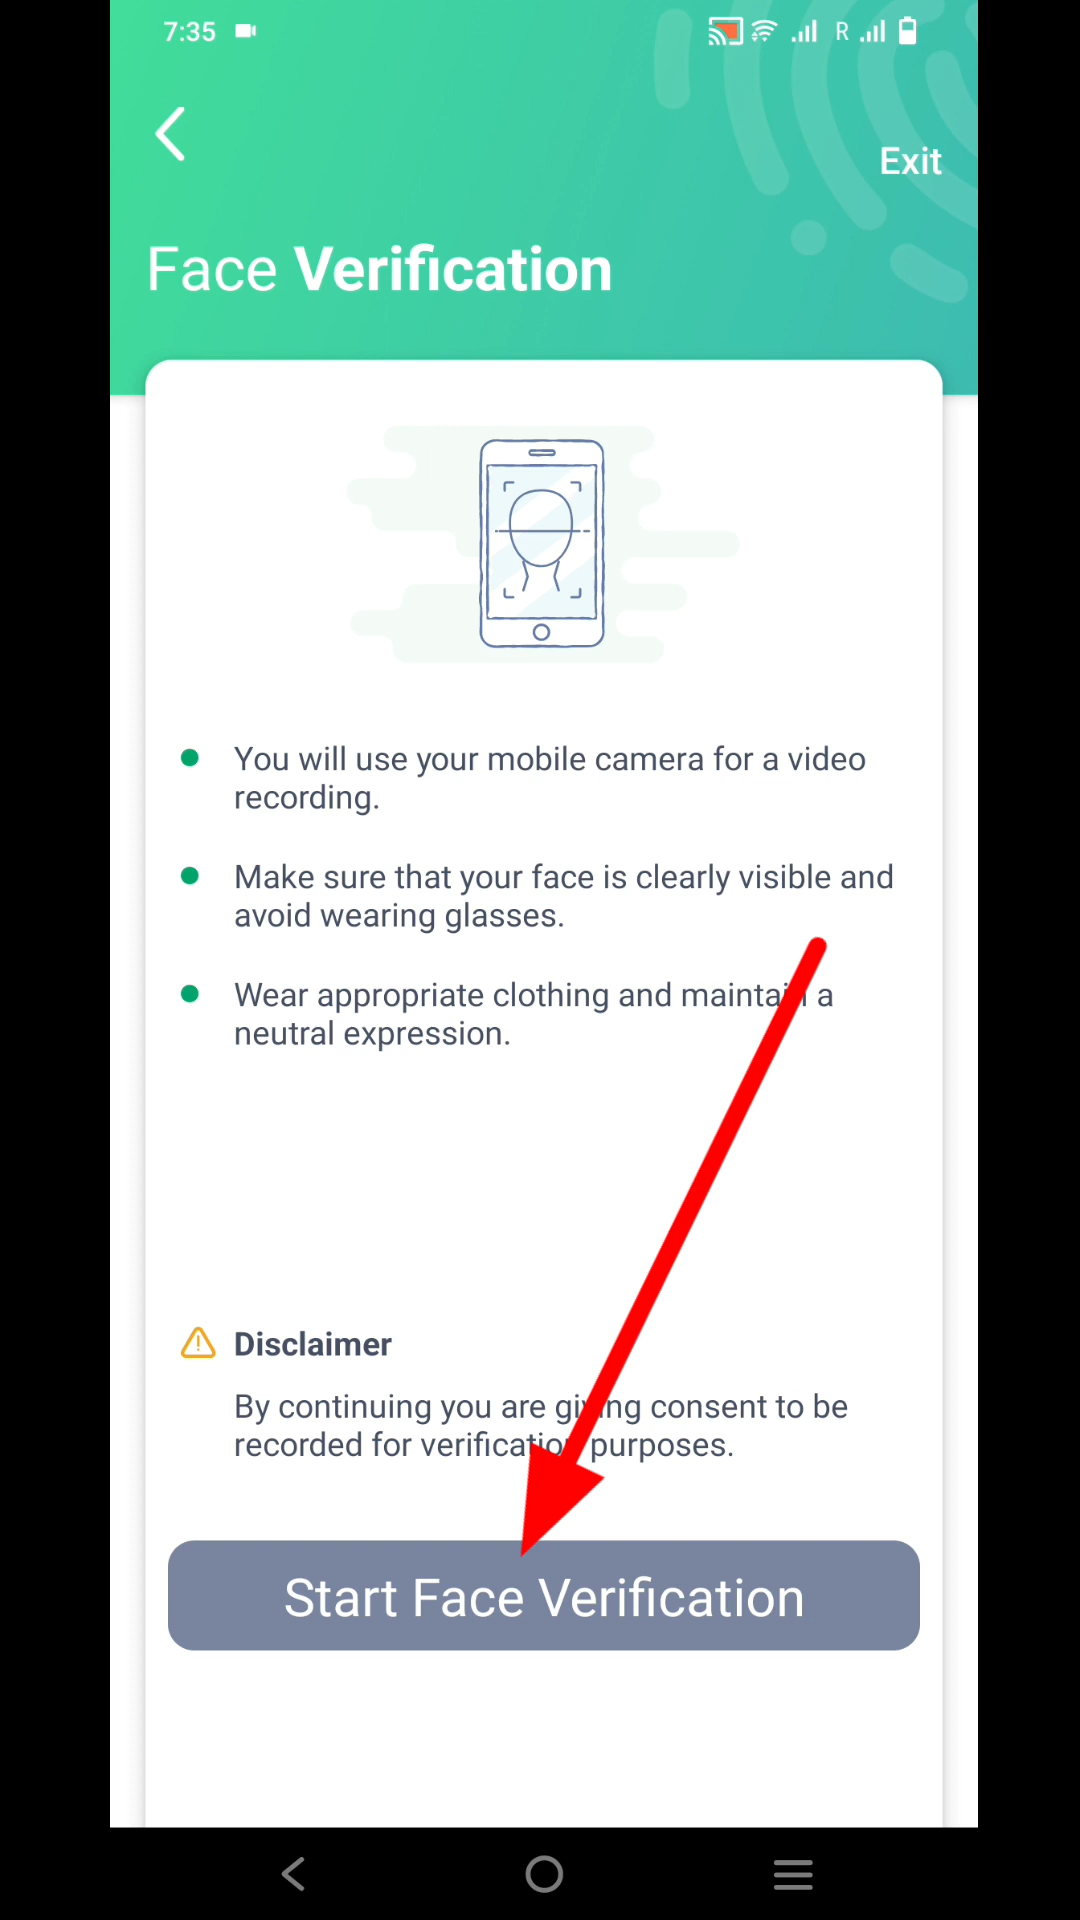 7:35
R
Exit
Face Verification
You will use your mobile camera for a video
recording.
Make sure that your face is clearly visible and
avoid wearing glasses.
Wear appropriate clothing and maintain a
neutral expression.
Disclaimer
By continuing you are giving consent to be
recorded for verification purposes.
Start Face Verification